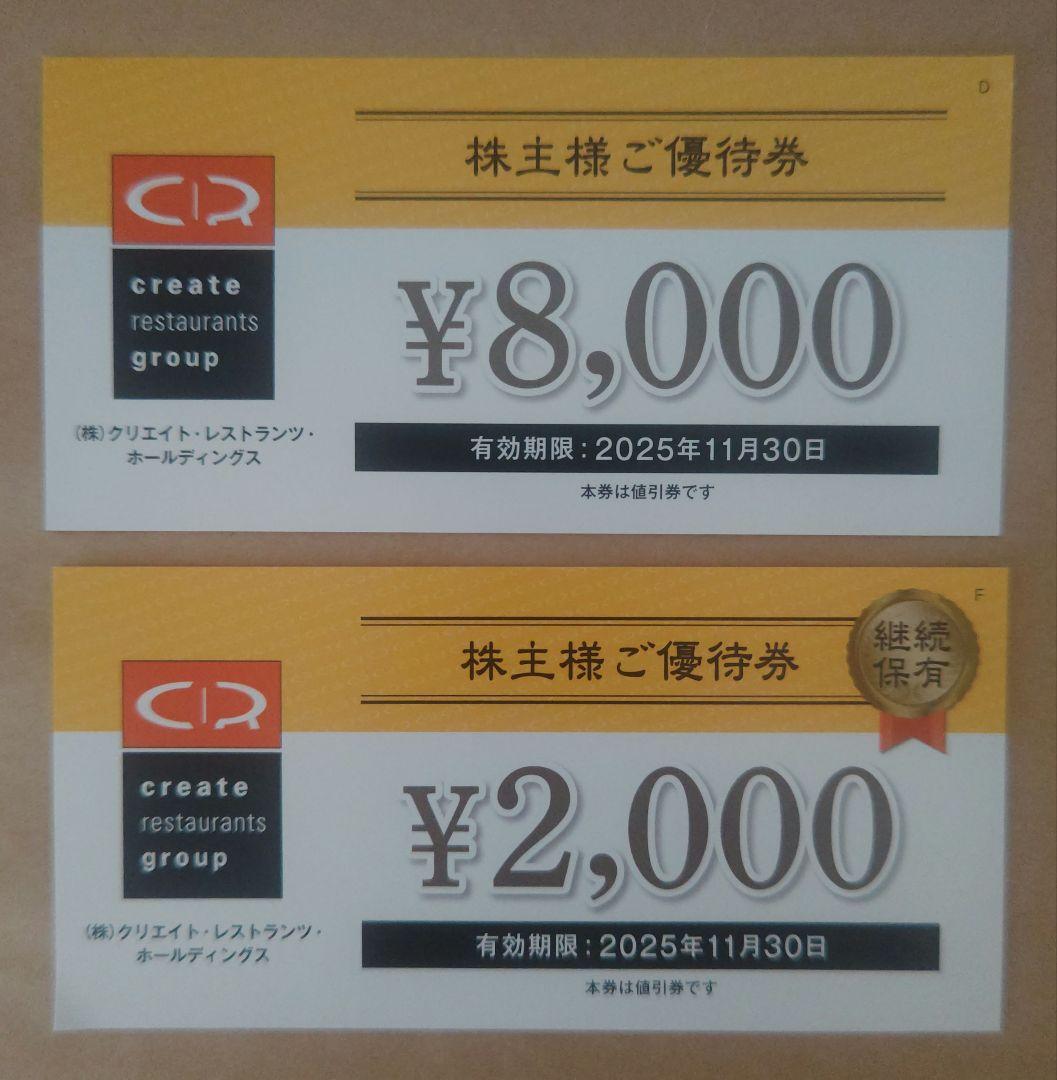 D
株主様ご優待券
CR
create
restaurants
group
¥8,000
(株)クリエイト・レストランツ・
ホールディングス
有効期限:2025年11月30日
本券は値引券です
F
株主様ご優待券
継続
保有
CR
create
restaurants
group
¥2,000
(株)クリエイト・レストランツ・
ホールディングス
有効期限:2025年11月30日
本券は値引券です